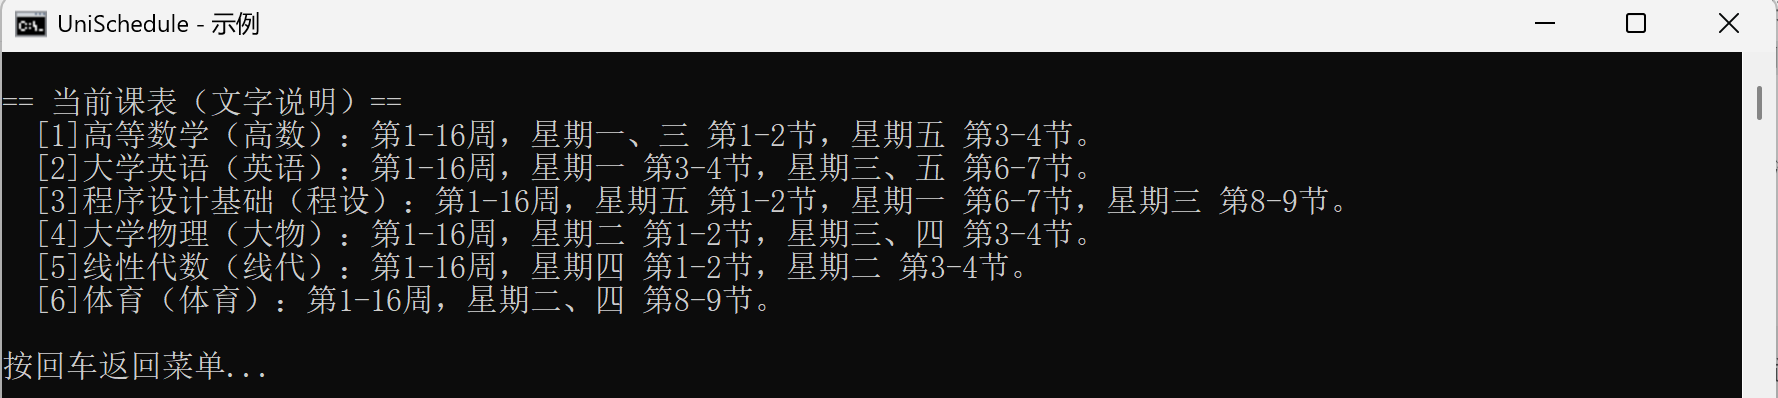 UniSchedule - 示例
== 当前课表（文字说明）==
[1]高等数学（高数）：第1-16周，星期一、三 第1-2节，星期五 第3-4节。
[2]大学英语（英语）：第1-16周，星期一 第3-4节，星期三、五 第6-7节。
[3]程序设计基础（程设）：第1-16周，星期五 第1-2节，星期一 第6-7节，星期三 第8-9节。
[4]大学物理（大物）：第1-16周，星期二 第1-2节，星期三、四 第3-4节。
[5]线性代数（线代）：第1-16周，星期四 第1-2节，星期二 第3-4节。
[6]体育（体育）：第1-16周，星期二、四 第8-9节。
按回车返回菜单...